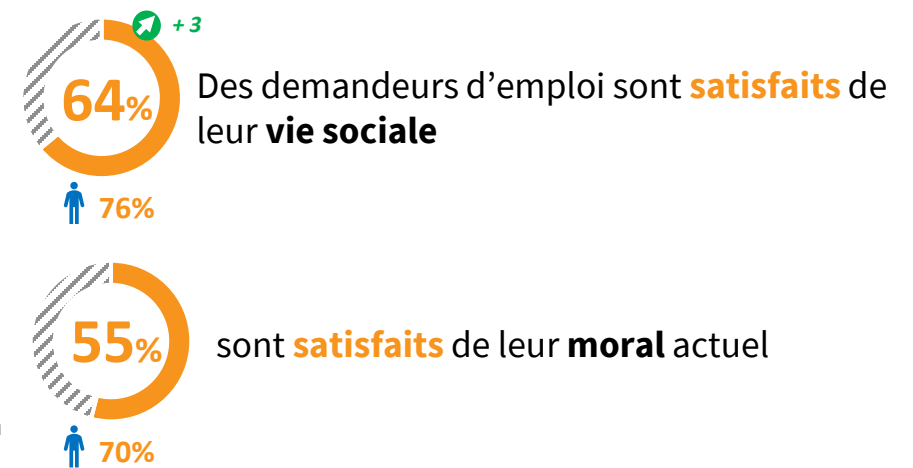 + 3
64%
Des demandeurs d’emploi sont satisfaits de
leur vie sociale
76%
55%
sont satisfaits de leur moral actuel
70%